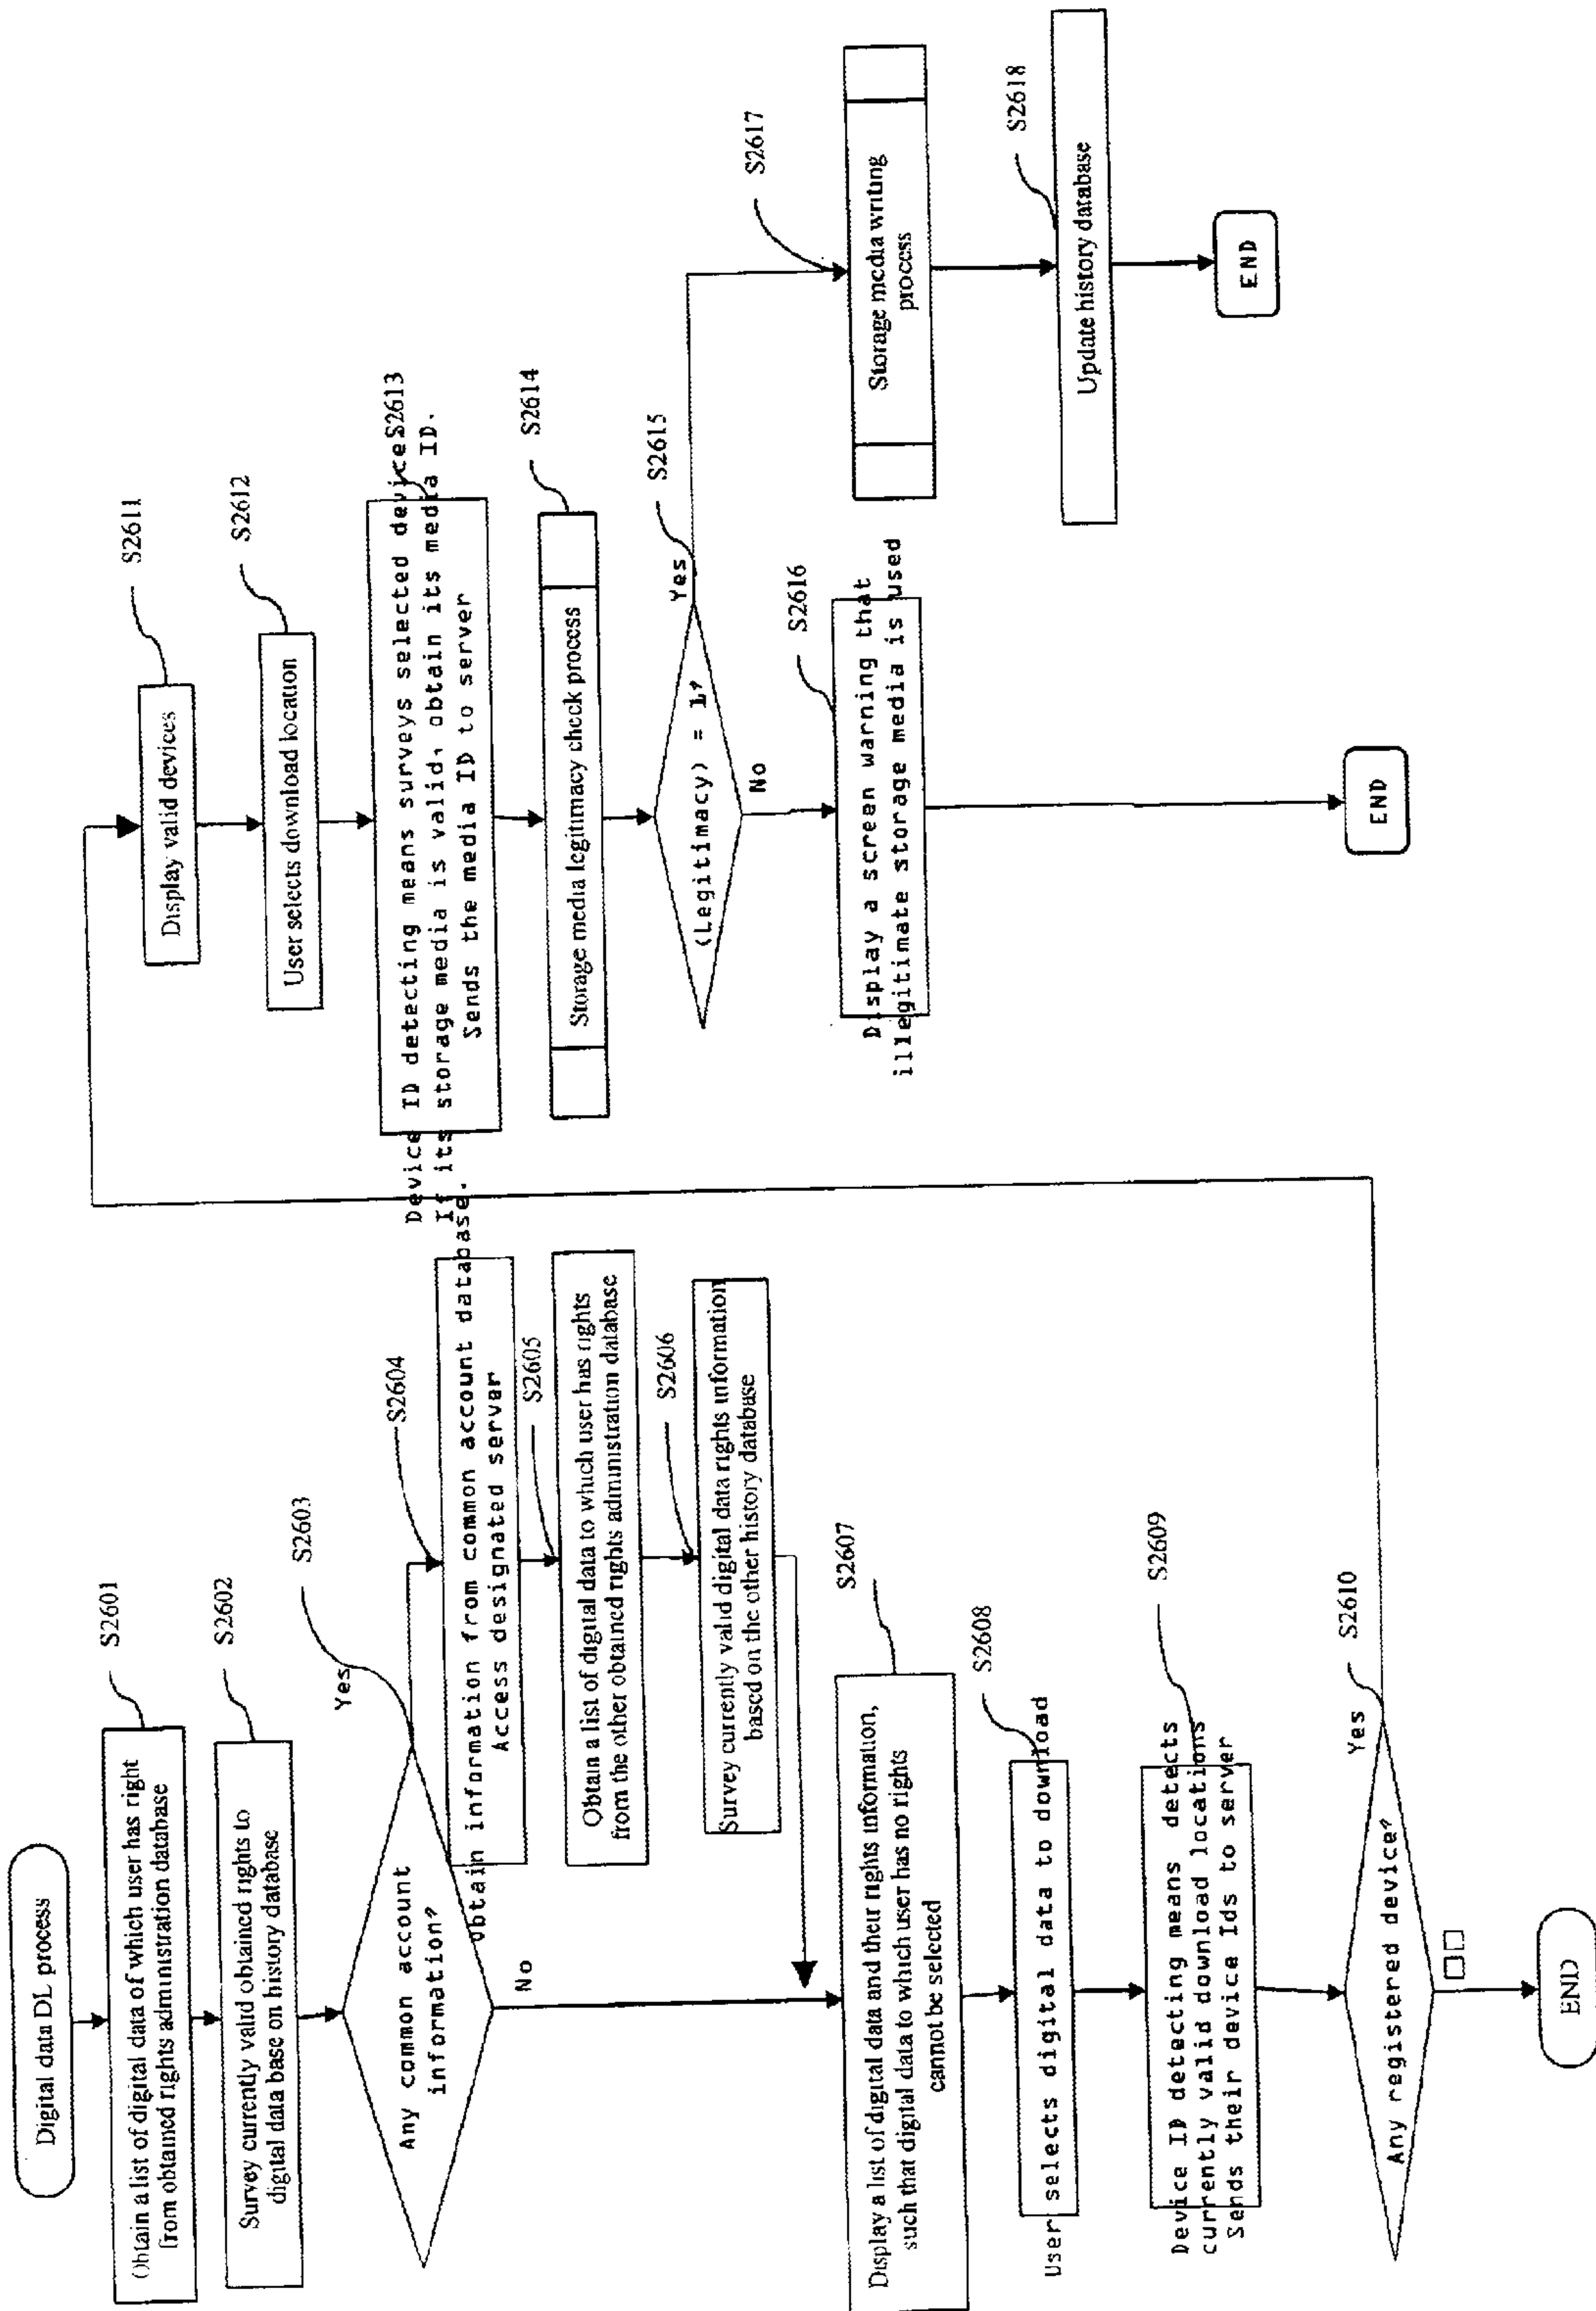 Digital data DL process
S2601
Obtain a list of digital data of which user has right
from obtained rights administration database
S2602
Survey currently valid obtained rights to
digital data base on history database
S2603
Any common account
information?
Yes
No
S2604
obtain information from common account database.
Access designated server
S2605
Obtain a list of digital data to which user has rights
from the other obtained rights administration database
S2606
Survey currently valid digital data rights information
based on the other history database
S2607
Display a list of digital data and their rights information,
such that digital data to which user has no rights
cannot be selected
S2608
User selects digital data to download
S2609
Device ID detecting means detects
currently valid download locations
Sends their device Ids to server
S2610
Any registered device?
Yes
□□
END
S2611
Display valid devices
S2612
User selects download location
S2613
Device ID detecting means surveys selected device
If its storage media is valid, obtain its media ID.
Sends the media ID to server
S2614
Storage media legitimacy check process
S2615
(Legitimacy) = 1?
Yes
No
S2616
Display a screen warning that
illegitimate storage media is used
END
S2617
Storage media writing
process
S2618
Update history database
END